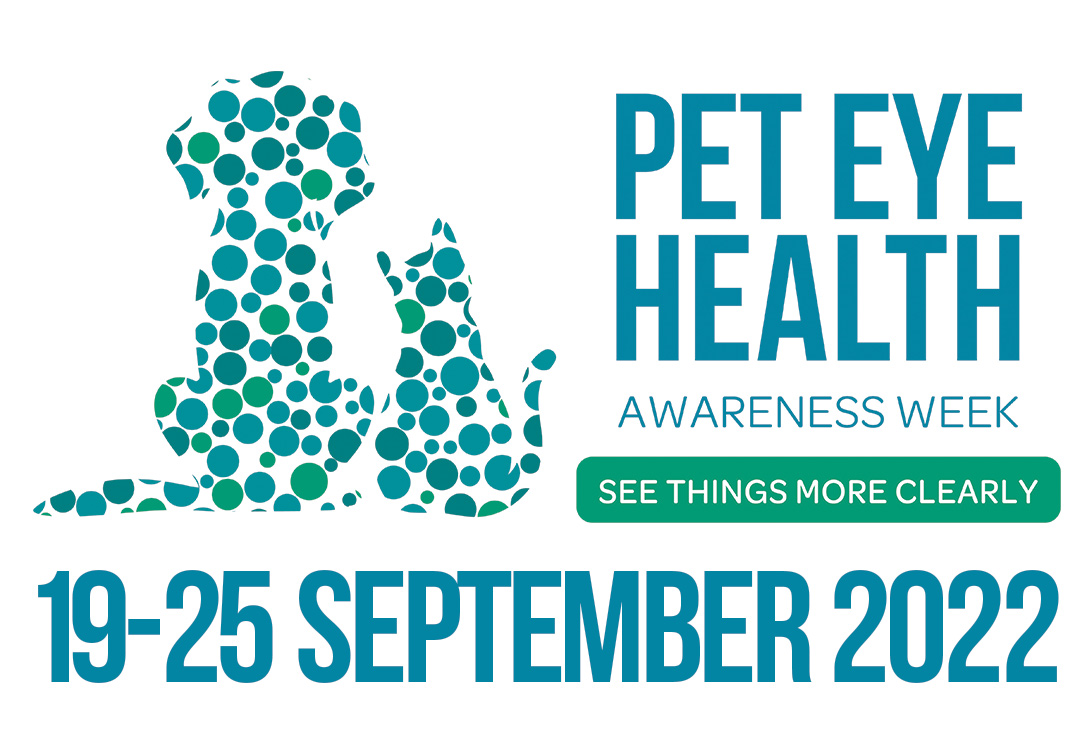 PET EYE
HEALTH
AWARENESS WEEK
SEE THINGS MORE CLEARLY
19-25 SEPTEMBER 2022